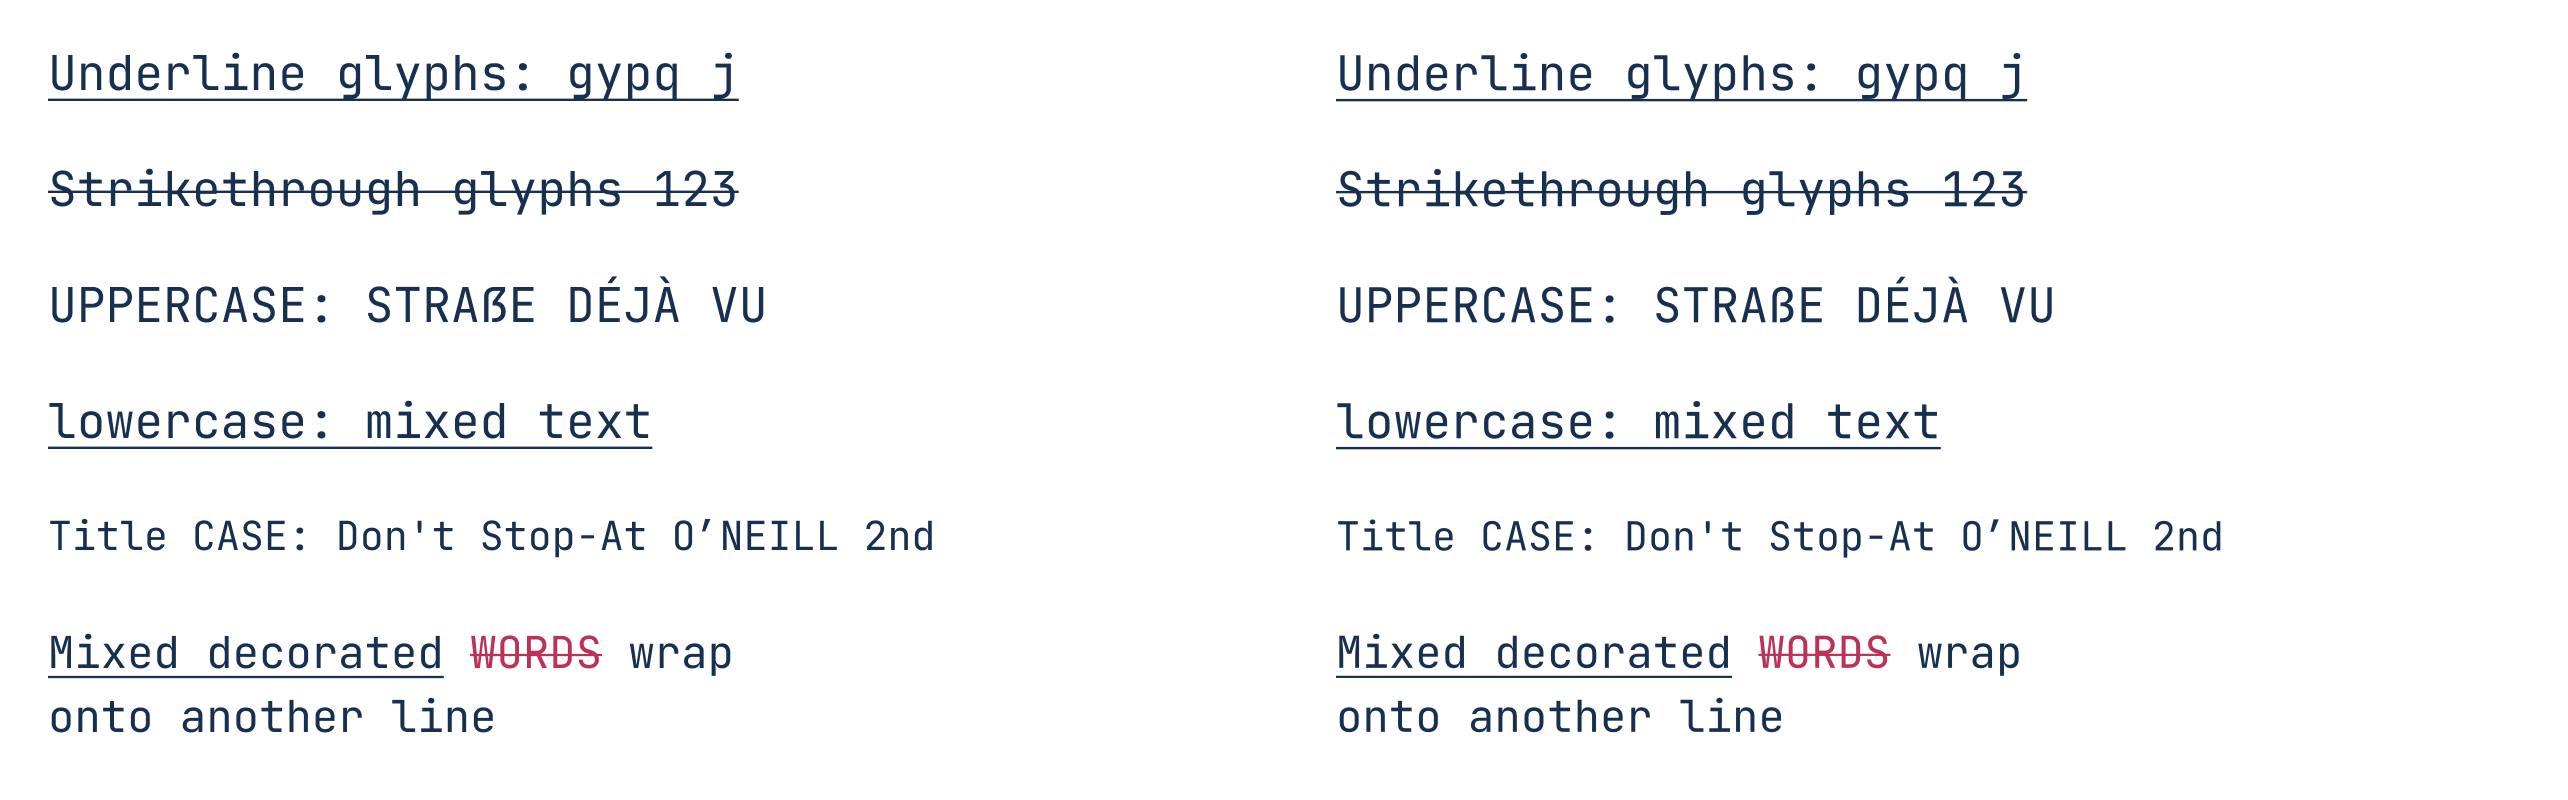 Underline glyphs: gypq j
Strikethrough glyphs 123
UPPERCASE: STRAẞE DÉJÀ VU
lowercase: mixed text
Title CASE: Don't Stop-At O’NEILL 2nd
Mixed decorated WORDS wrap
onto another line
Underline glyphs: gypq j
Strikethrough glyphs 123
UPPERCASE: STRAßE DÉJÀ VU
lowercase: mixed text
Title CASE: Don't Stop-At O’NEILL 2nd
Mixed decorated WORDS wrap
onto another line